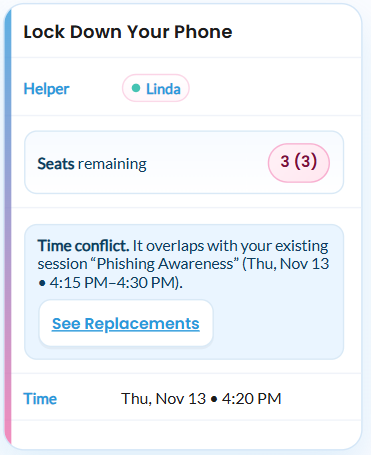 Lock Down Your Phone
Helper Linda
Seats remaining 3 (3)
Time conflict. It overlaps with your existing
session “Phishing Awareness” (Thu, Nov 13
• 4:15 PM–4:30 PM).
See Replacements
Time Thu, Nov 13 • 4:20 PM